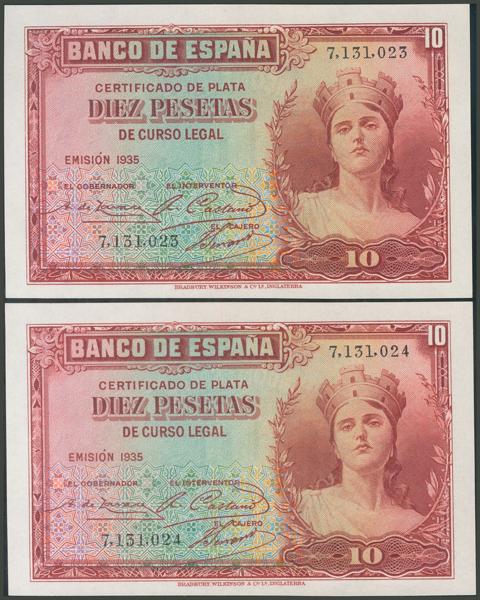 BANCO DE ESPAÑA
10
7,131,023
CERTIFICADO DE PLATA
DIEZ PESETAS
DE CURSO LEGAL
EMISIÓN 1935
EL GOBERNADOR
EL INTERVENTOR
EL CAJERO
7,131,023
10
BRADBURY, WILKINSON & Cº Lᴅ, INGLATERRA
BANCO DE ESPAÑA
10
7,131,024
CERTIFICADO DE PLATA
DIEZ PESETAS
DE CURSO LEGAL
EMISIÓN 1935
EL GOBERNADOR
EL INTERVENTOR
EL CAJERO
7,131,024
10
BRADBURY, WILKINSON & Cº Lᴅ, INGLATERRA